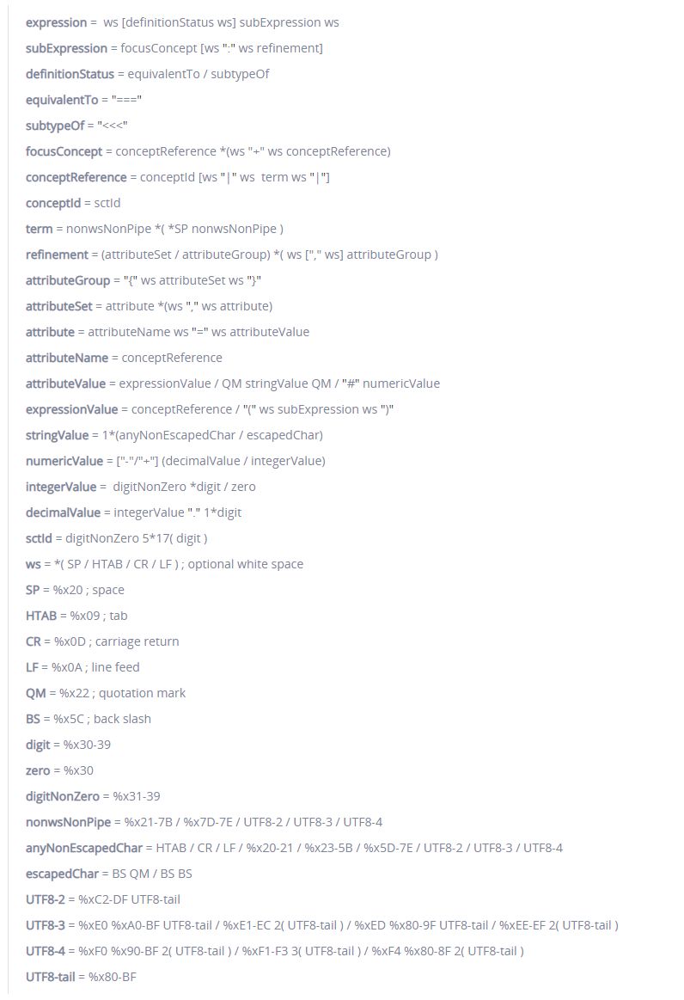 expression = ws [definitionStatus ws] subExpression ws
subExpression = focusConcept [ws ":" ws refinement]
definitionStatus = equivalentTo / subtypeOf
equivalentTo = "==="
subtypeOf = "<<<"
focusConcept = conceptReference *(ws "+" ws conceptReference)
conceptReference = conceptId [ws "|" ws term ws "|"]
conceptId = sctId
term = nonwsNonPipe *( *SP nonwsNonPipe )
refinement = (attributeSet / attributeGroup) *( ws ["," ws] attributeGroup )
attributeGroup = "{" ws attributeSet ws "}"
attributeSet = attribute *(ws "," ws attribute)
attribute = attributeName ws "=" ws attributeValue
attributeName = conceptReference
attributeValue = expressionValue / QM stringValue QM / "#" numericValue
expressionValue = conceptReference / "(" ws subExpression ws ")"
stringValue = 1*(anyNonEscapedChar / escapedChar)
numericValue = ["-"/"+"] (decimalValue / integerValue)
integerValue = digitNonZero *digit / zero
decimalValue = integerValue "." 1*digit
sctId = digitNonZero 5*17( digit )
ws = *( SP / HTAB / CR / LF ) ; optional white space
SP = %x20 ; space
HTAB = %x09 ; tab
CR = %x0D ; carriage return
LF = %x0A ; line feed
QM = %x22 ; quotation mark
BS = %x5C ; back slash
digit = %x30-39
zero = %x30
digitNonZero = %x31-39
nonwsNonPipe = %x21-7B / %x7D-7E / UTF8-2 / UTF8-3 / UTF8-4
anyNonEscapedChar = HTAB / CR / LF / %x20-21 / %x23-5B / %x5D-7E / UTF8-2 / UTF8-3 / UTF8-4
escapedChar = BS QM / BS BS
UTF8-2 = %xC2-DF UTF8-tail
UTF8-3 = %xE0 %xA0-BF UTF8-tail / %xE1-EC 2( UTF8-tail ) / %xED %x80-9F UTF8-tail / %xEE-EF 2( UTF8-tail )
UTF8-4 = %xF0 %x90-BF 2( UTF8-tail ) / %xF1-F3 3( UTF8-tail ) / %xF4 %x80-8F 2( UTF8-tail )
UTF8-tail = %x80-BF